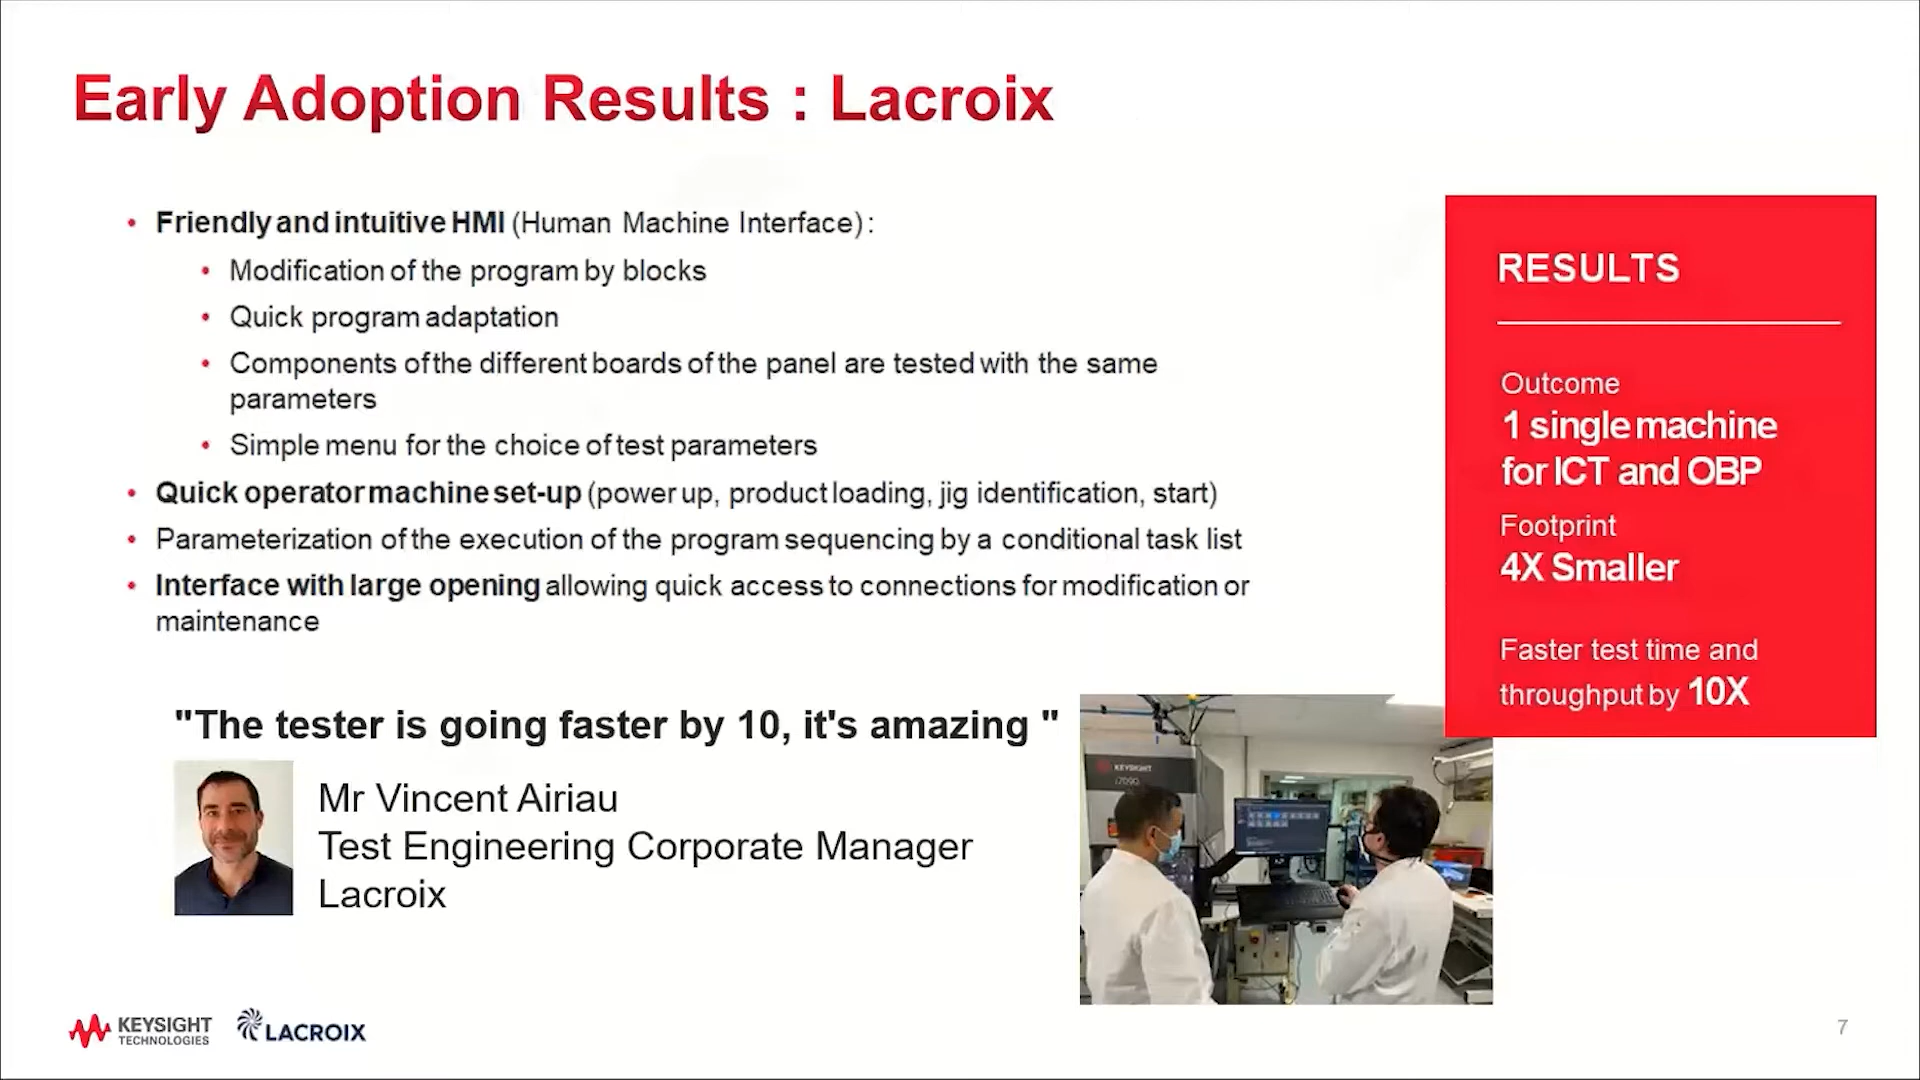 Early Adoption Results : Lacroix
• Friendly and intuitive HMI (Human Machine Interface) :
• Modification of the program by blocks
• Quick program adaptation
• Components of the different boards of the panel are tested with the same
parameters
• Simple menu for the choice of test parameters
• Quick operator machine set-up (power up, product loading, jig identification, start)
• Parameterization of the execution of the program sequencing by a conditional task list
• Interface with large opening allowing quick access to connections for modification or
maintenance
RESULTS
Outcome
1 single machine
for ICT and OBP
Footprint
4X Smaller
Faster test time and
throughput by 10X
"The tester is going faster by 10, it's amazing "
Mr Vincent Airiau
Test Engineering Corporate Manager
Lacroix
KEYSIGHT
i7090
KEYSIGHT
TECHNOLOGIES
LACROIX
7